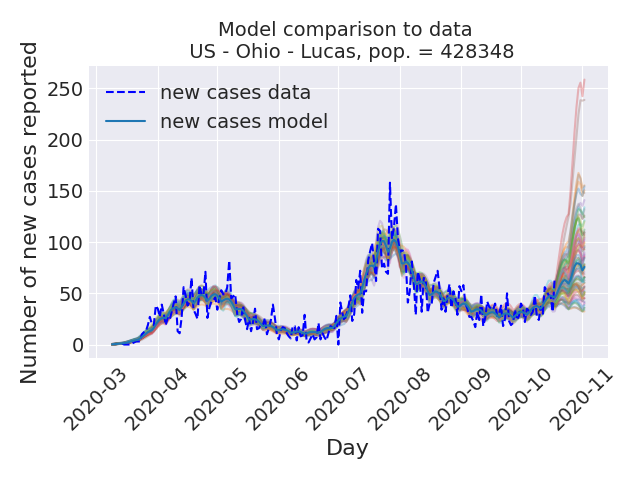 Model comparison to data
US - Ohio - Lucas, pop. = 428348
new cases data
new cases model
Number of new cases reported
250
200
150
100
50
0
2020-03
2020-04
2020-05
2020-06
2020-07
2020-08
2020-09
2020-10
2020-11
Day